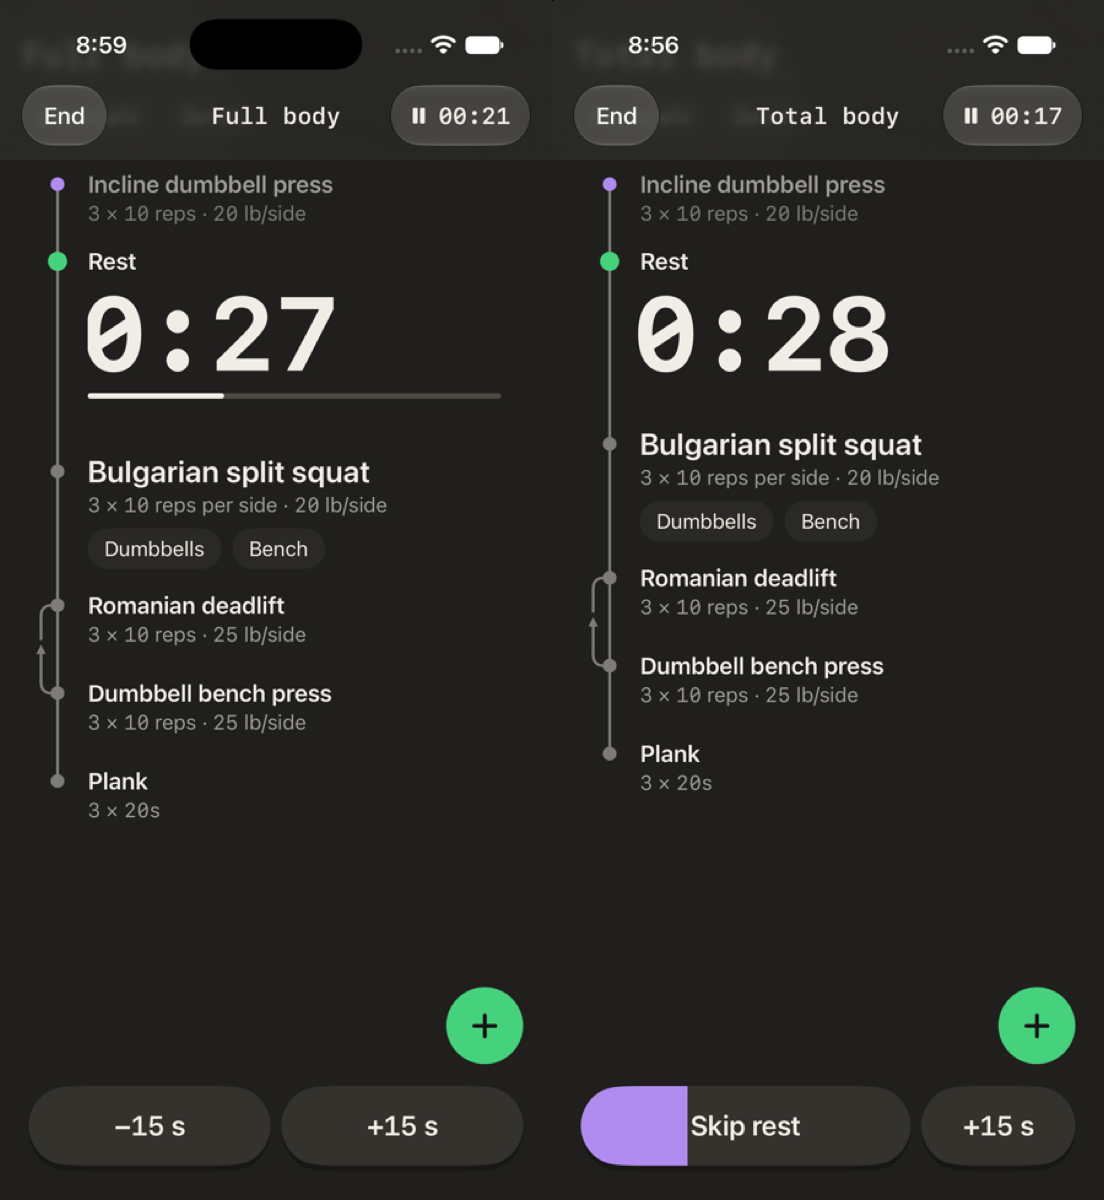 8:59
End
Full body
00:21
Incline dumbbell press
3 × 10 reps · 20 lb/side
Rest
0:27
Bulgarian split squat
3 × 10 reps per side · 20 lb/side
Dumbbells
Bench
Romanian deadlift
3 × 10 reps · 25 lb/side
Dumbbell bench press
3 × 10 reps · 25 lb/side
Plank
3 × 20s
–15 s
+15 s
8:56
End
Total body
00:17
Incline dumbbell press
3 × 10 reps · 20 lb/side
Rest
0:28
Bulgarian split squat
3 × 10 reps per side · 20 lb/side
Dumbbells
Bench
Romanian deadlift
3 × 10 reps · 25 lb/side
Dumbbell bench press
3 × 10 reps · 25 lb/side
Plank
3 × 20s
Skip rest
+15 s